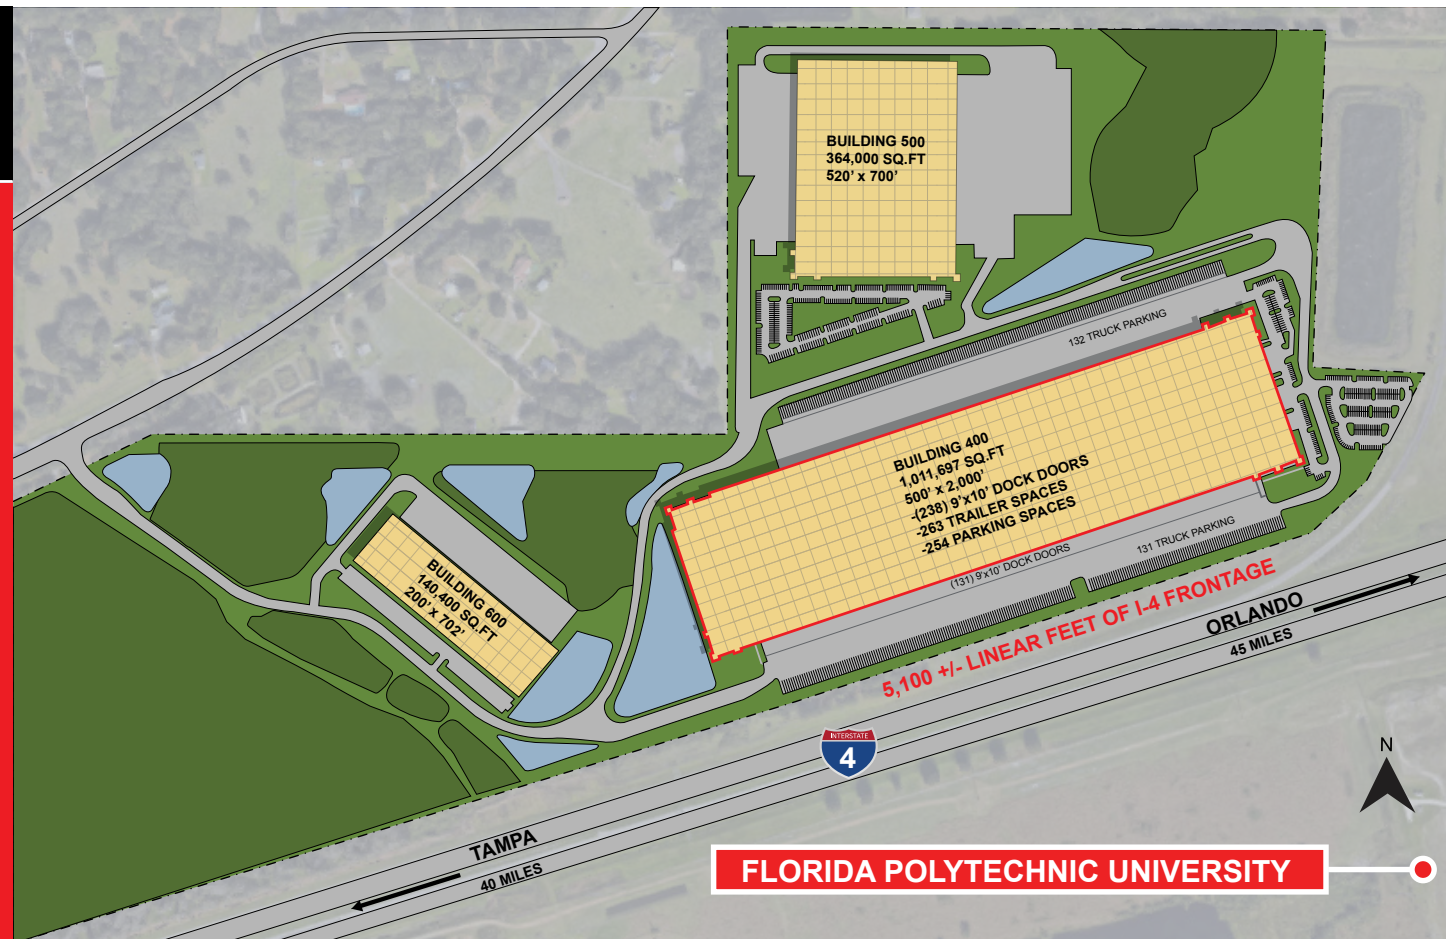 BUILDING 500
364,000 SQ.FT
520’ x 700’
132 TRUCK PARKING
BUILDING 400
1,011,697 SQ.FT
500’ x 2,000’
-(238) 9’x10’ DOCK DOORS
-263 TRAILER SPACES
-254 PARKING SPACES
(131) 9’x10’ DOCK DOORS
131 TRUCK PARKING
BUILDING 600
140,400 SQ.FT
200’ x 702’
5,100 +/- LINEAR FEET OF I-4 FRONTAGE
ORLANDO
45 MILES
INTERSTATE
4
N
TAMPA
40 MILES
FLORIDA POLYTECHNIC UNIVERSITY